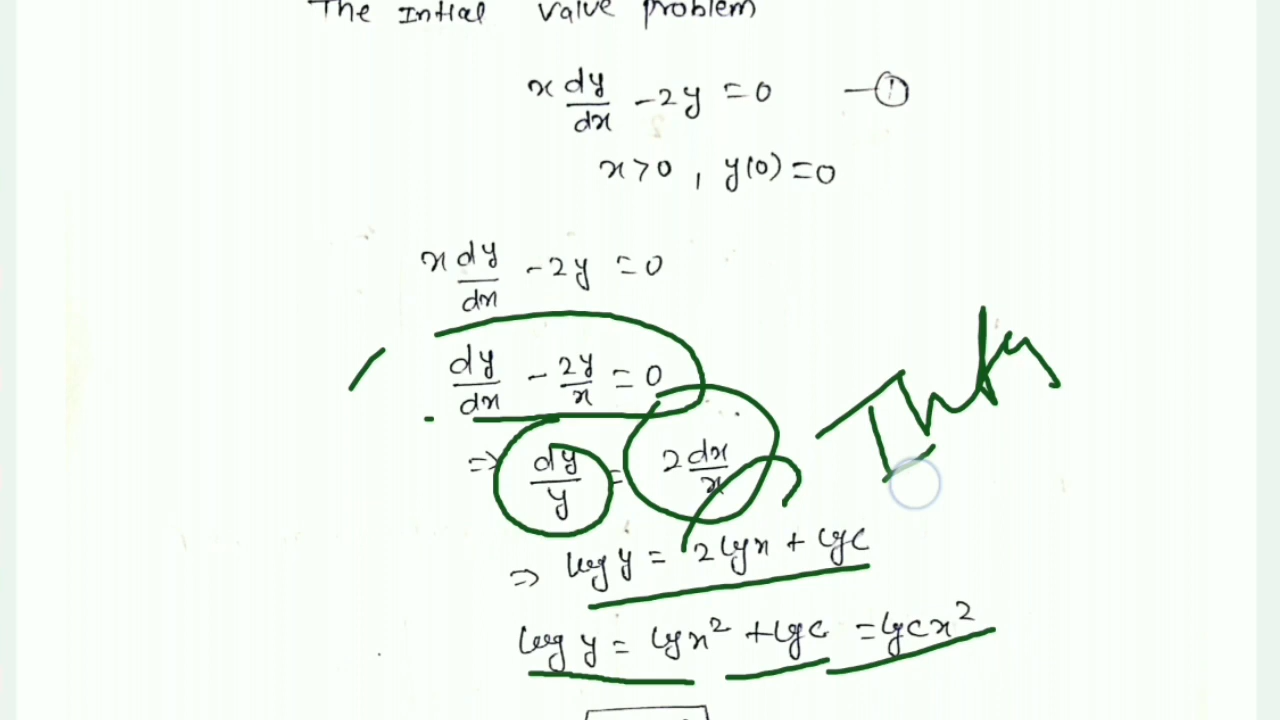 The Initial value problem
x dy/dx - 2y = 0 —①
x > 0 , y(0) = 0
x dy/dx - 2y = 0
dy/dx - 2y/x = 0
=> dy/y = 2 dx/x
=> log y = 2 log x + log c
log y = log x² + log c = log cx²